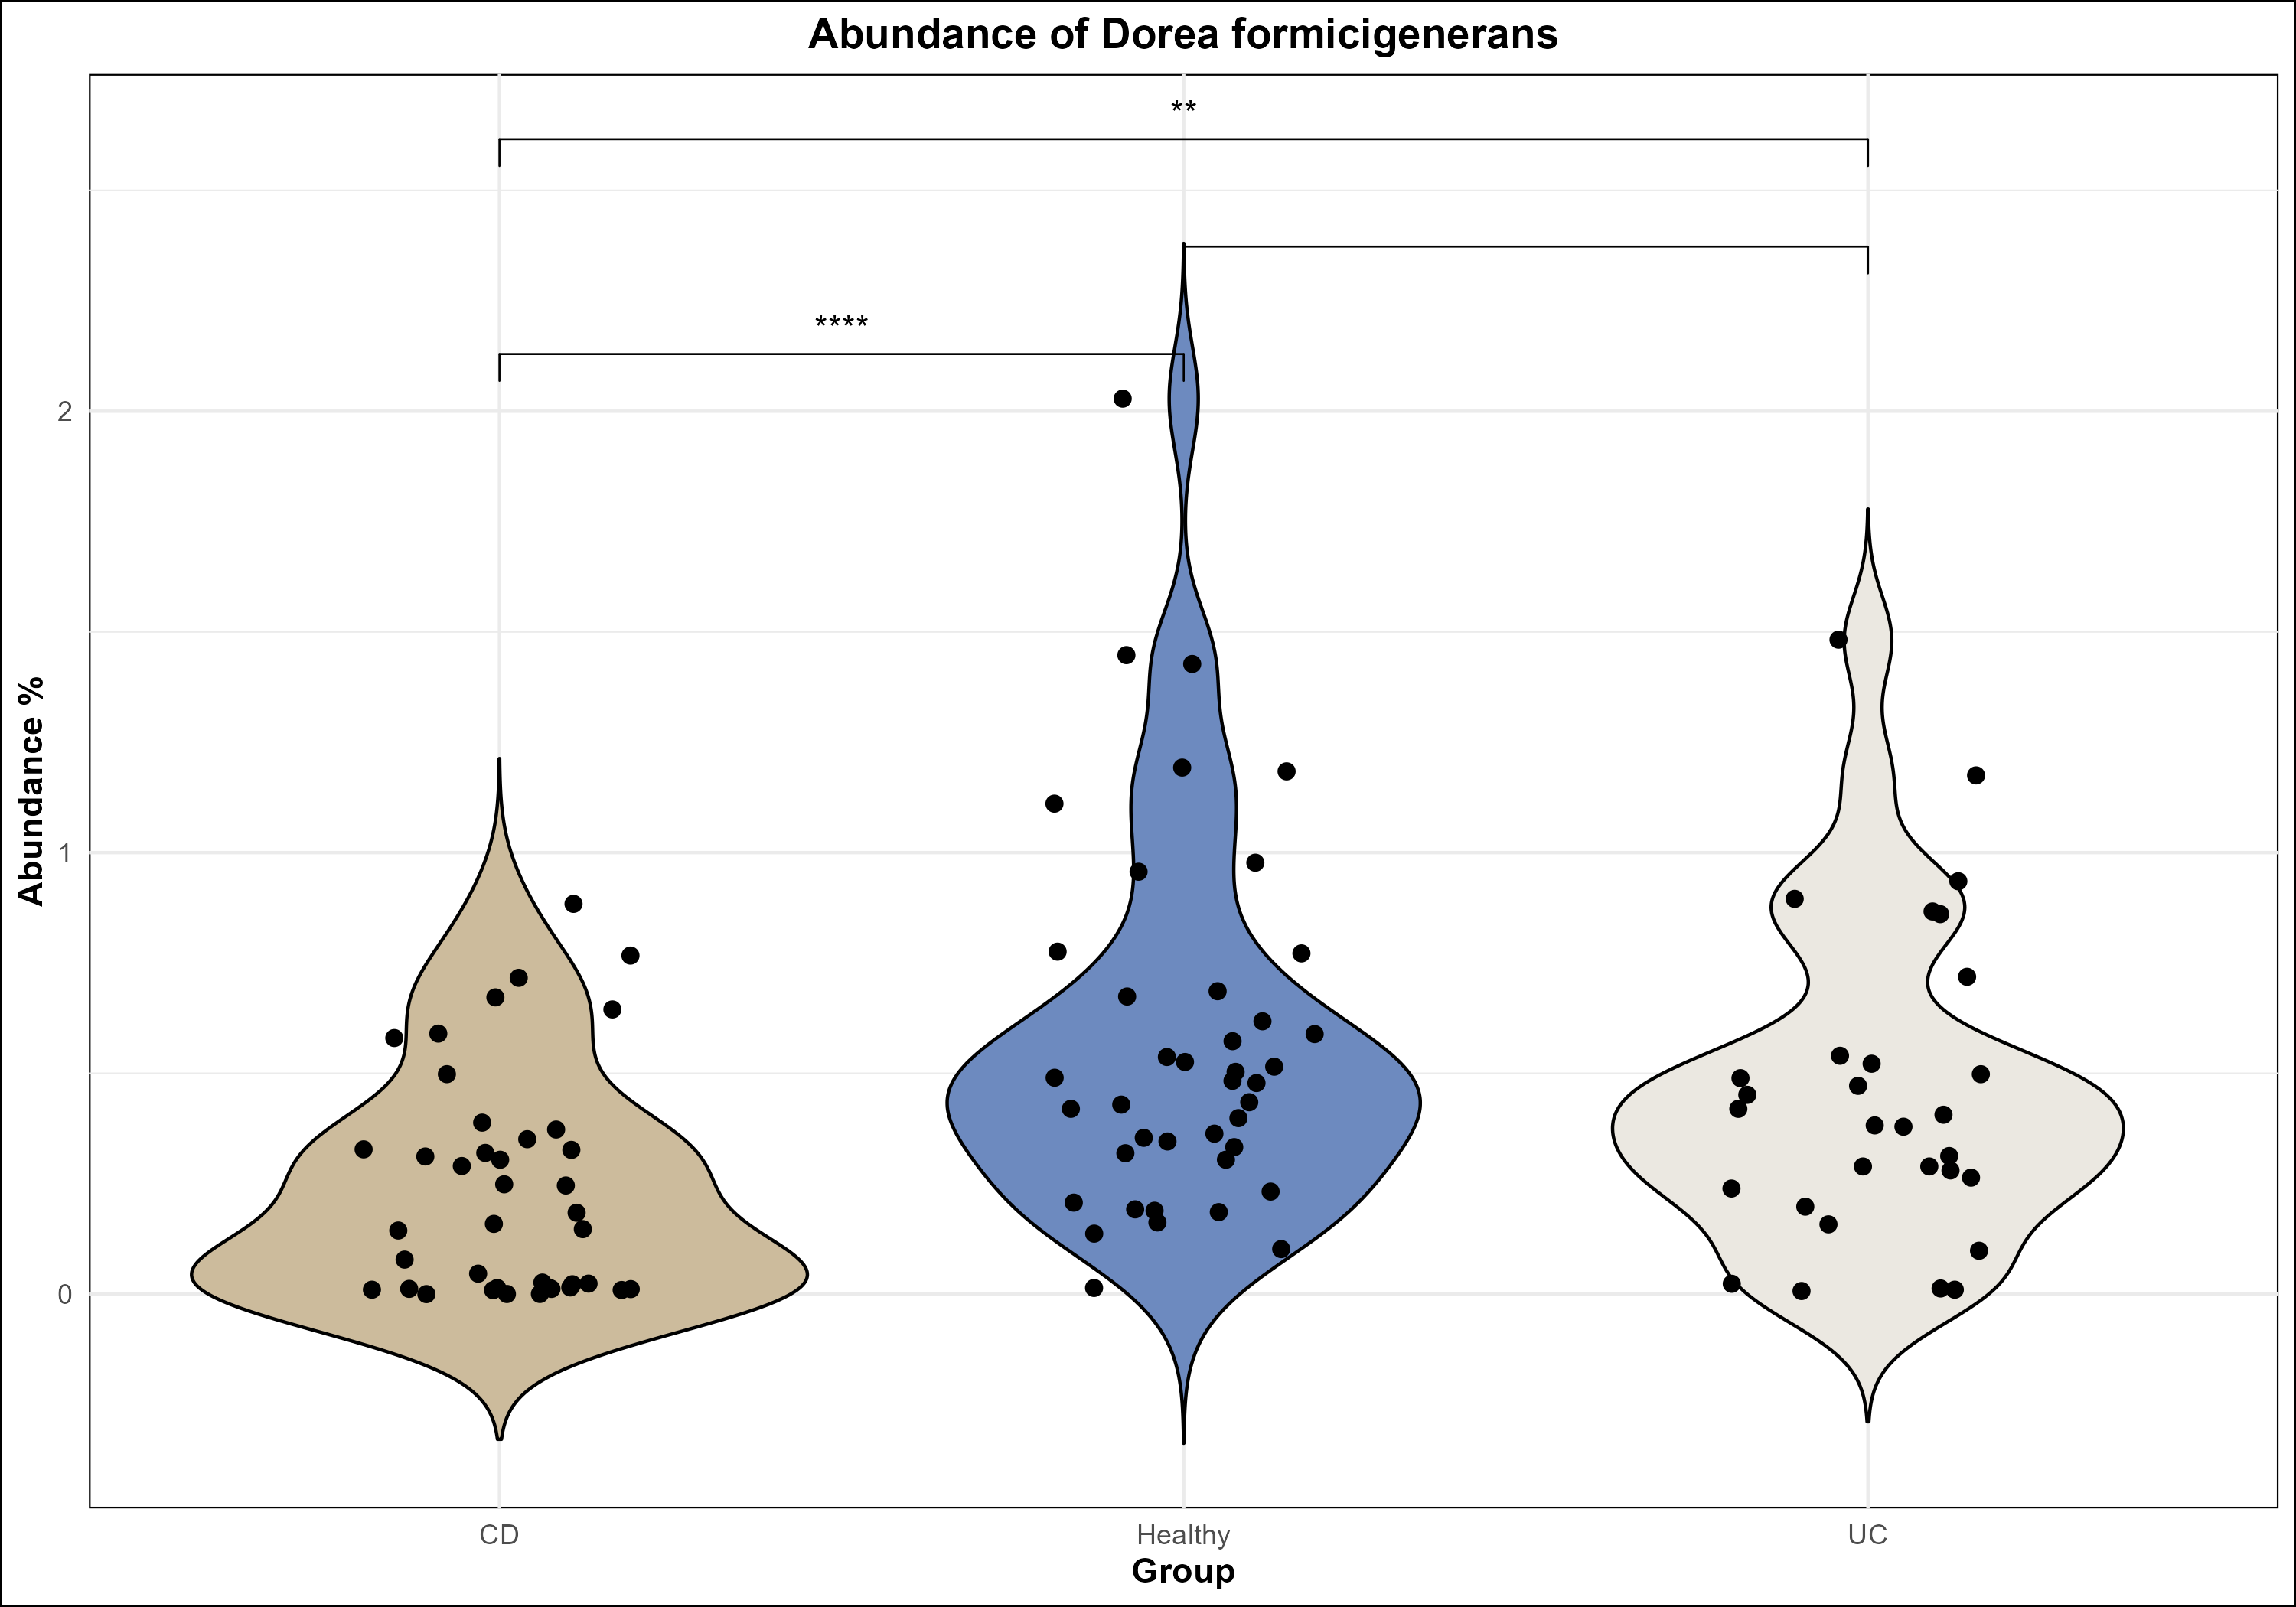 Abundance of Dorea formicigenerans
**
****
Abundance %
2
1
0
CD
Healthy
UC
Group